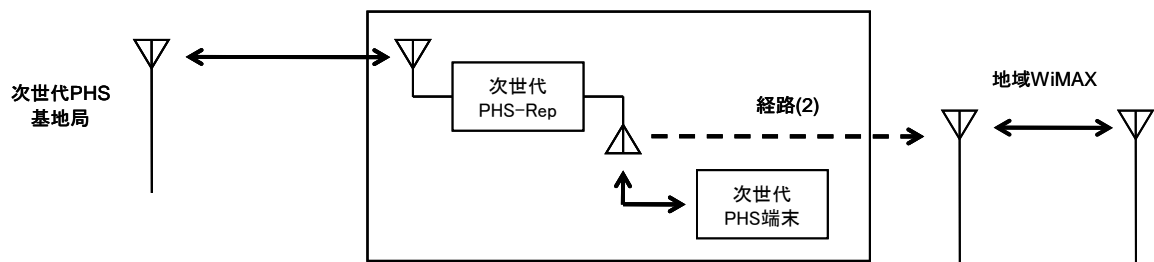 次世代PHS
基地局
次世代
PHS-Rep
経路(2)
次世代
PHS端末
地域WiMAX